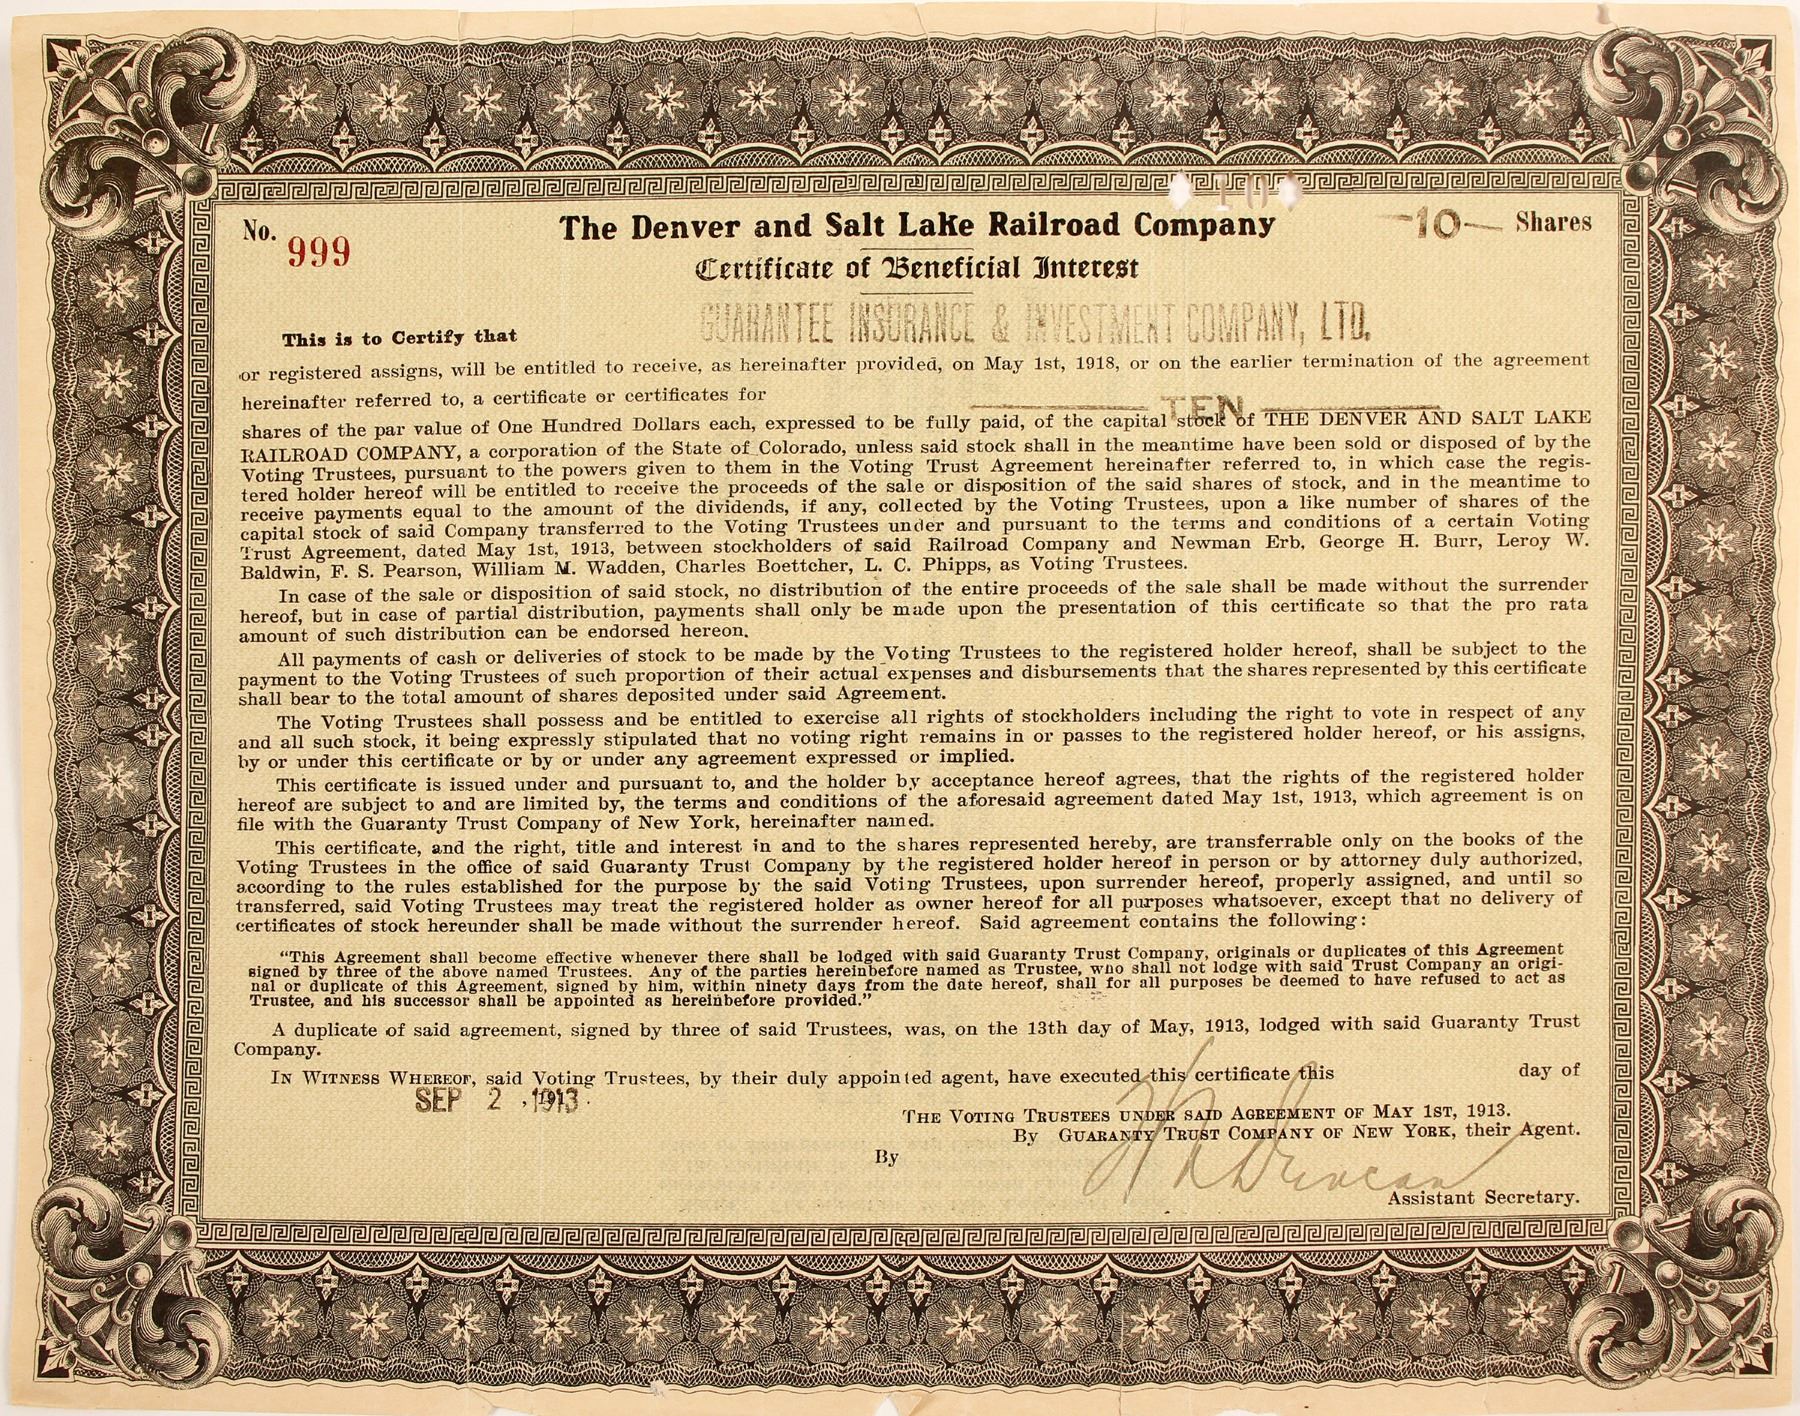 ◆10◆
No. 999
The Denver and Salt Lake Railroad Company
—10— Shares
Certificate of Beneficial Interest
GUARANTEE INSURANCE & INVESTMENT COMPANY, LTD.
This is to Certify that
or registered assigns, will be entitled to receive, as hereinafter provided, on May 1st, 1918, or on the earlier termination of the agreement
hereinafter referred to, a certificate or certificates for
TEN
shares of the par value of One Hundred Dollars each, expressed to be fully paid, of the capital stock of THE DENVER AND SALT LAKE
RAILROAD COMPANY, a corporation of the State of Colorado, unless said stock shall in the meantime have been sold or disposed of by the
Voting Trustees, pursuant to the powers given to them in the Voting Trust Agreement hereinafter referred to, in which case the regis-
tered holder hereof will be entitled to receive the proceeds of the sale or disposition of the said shares of stock, and in the meantime to
receive payments equal to the amount of the dividends, if any, collected by the Voting Trustees, upon a like number of shares of the
capital stock of said Company transferred to the Voting Trustees under and pursuant to the terms and conditions of a certain Voting
Trust Agreement, dated May 1st, 1913, between stockholders of said Railroad Company and Newman Erb, George H. Burr, Leroy W.
Baldwin, F. S. Pearson, William M. Wadden, Charles Boettcher, L. C. Phipps, as Voting Trustees.
In case of the sale or disposition of said stock, no distribution of the entire proceeds of the sale shall be made without the surrender
hereof, but in case of partial distribution, payments shall only be made upon the presentation of this certificate so that the pro rata
amount of such distribution can be endorsed hereon.
All payments of cash or deliveries of stock to be made by the Voting Trustees to the registered holder hereof, shall be subject to the
payment to the Voting Trustees of such proportion of their actual expenses and disbursements that the shares represented by this certificate
shall bear to the total amount of shares deposited under said Agreement.
The Voting Trustees shall possess and be entitled to exercise all rights of stockholders including the right to vote in respect of any
and all such stock, it being expressly stipulated that no voting right remains in or passes to the registered holder hereof, or his assigns,
by or under this certificate or by or under any agreement expressed or implied.
This certificate is issued under and pursuant to, and the holder by acceptance hereof agrees, that the rights of the registered holder
hereof are subject to and are limited by, the terms and conditions of the aforesaid agreement dated May 1st, 1913, which agreement is on
file with the Guaranty Trust Company of New York, hereinafter named.
This certificate, and the right, title and interest in and to the shares represented hereby, are transferrable only on the books of the
Voting Trustees in the office of said Guaranty Trust Company by the registered holder hereof in person or by attorney duly authorized,
according to the rules established for the purpose by the said Voting Trustees, upon surrender hereof, properly assigned, and until so
transferred, said Voting Trustees may treat the registered holder as owner hereof for all purposes whatsoever, except that no delivery of
certificates of stock hereunder shall be made without the surrender hereof. Said agreement contains the following:
"This Agreement shall become effective whenever there shall be lodged with said Guaranty Trust Company, originals or duplicates of this Agreement
signed by three of the above named Trustees. Any of the parties hereinbefore named as Trustee, who shall not lodge with said Trust Company an origi-
nal or duplicate of this Agreement, signed by him, within ninety days from the date hereof, shall for all purposes be deemed to have refused to act as
Trustee, and his successor shall be appointed as hereinbefore provided."
A duplicate of said agreement, signed by three of said Trustees, was, on the 13th day of May, 1913, lodged with said Guaranty Trust
Company.
IN WITNESS WHEREOF, said Voting Trustees, by their duly appointed agent, have executed this certificate this day of
SEP 2 , 1913.
THE VOTING TRUSTEES UNDER SAID AGREEMENT OF MAY 1ST, 1913.
By GUARANTY TRUST COMPANY OF NEW YORK, their Agent.
By
Assistant Secretary.